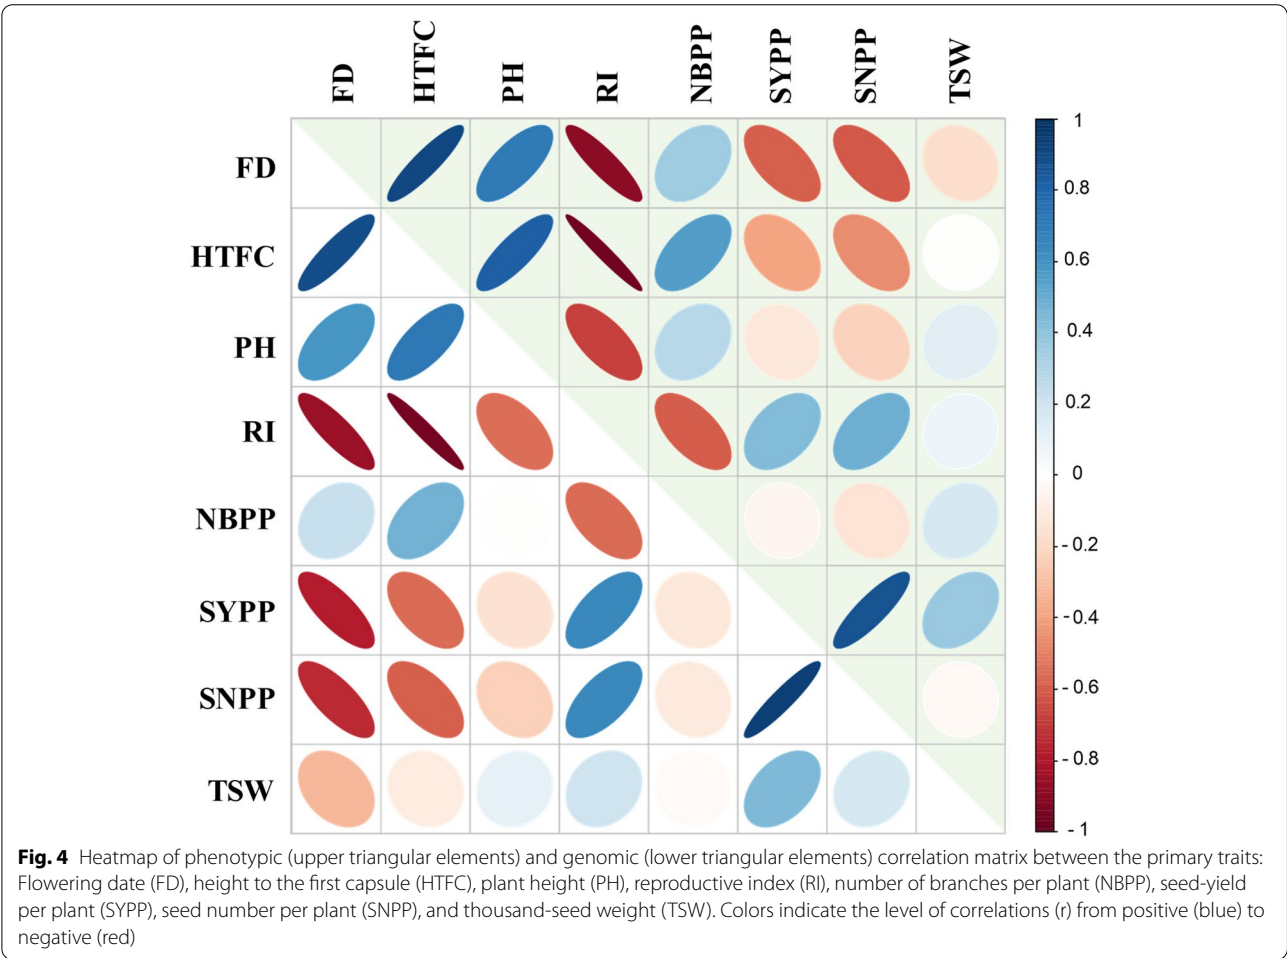 FD HTFC PH RI NBPP SYPP SNPP TSW
FD
HTFC
PH
RI
NBPP
SYPP
SNPP
TSW
1
0.8
0.6
0.4
0.2
0
- 0.2
- 0.4
- 0.6
- 0.8
- 1
Fig. 4 Heatmap of phenotypic (upper triangular elements) and genomic (lower triangular elements) correlation matrix between the primary traits:
Flowering date (FD), height to the first capsule (HTFC), plant height (PH), reproductive index (RI), number of branches per plant (NBPP), seed-yield
per plant (SYPP), seed number per plant (SNPP), and thousand-seed weight (TSW). Colors indicate the level of correlations (r) from positive (blue) to
negative (red)